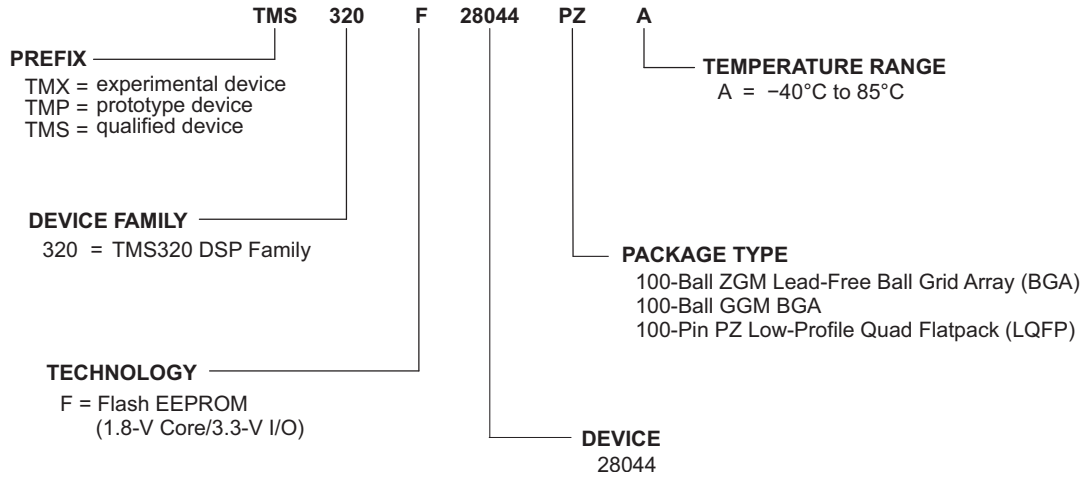 TMS 320 F 28044 PZ A
PREFIX
TMX = experimental device
TMP = prototype device
TMS = qualified device
TEMPERATURE RANGE
A = −40°C to 85°C
DEVICE FAMILY
320 = TMS320 DSP Family
PACKAGE TYPE
100-Ball ZGM Lead-Free Ball Grid Array (BGA)
100-Ball GGM BGA
100-Pin PZ Low-Profile Quad Flatpack (LQFP)
TECHNOLOGY
F = Flash EEPROM
(1.8-V Core/3.3-V I/O)
DEVICE
28044